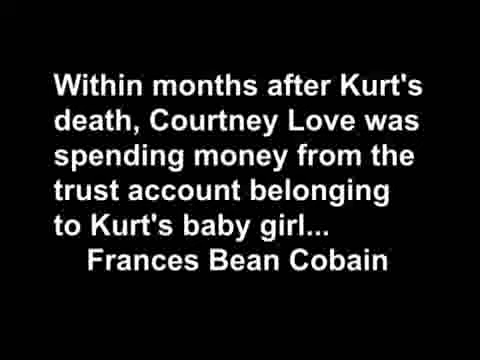 Within months after Kurt's
death, Courtney Love was
spending money from the
trust account belonging
to Kurt's baby girl...
Frances Bean Cobain